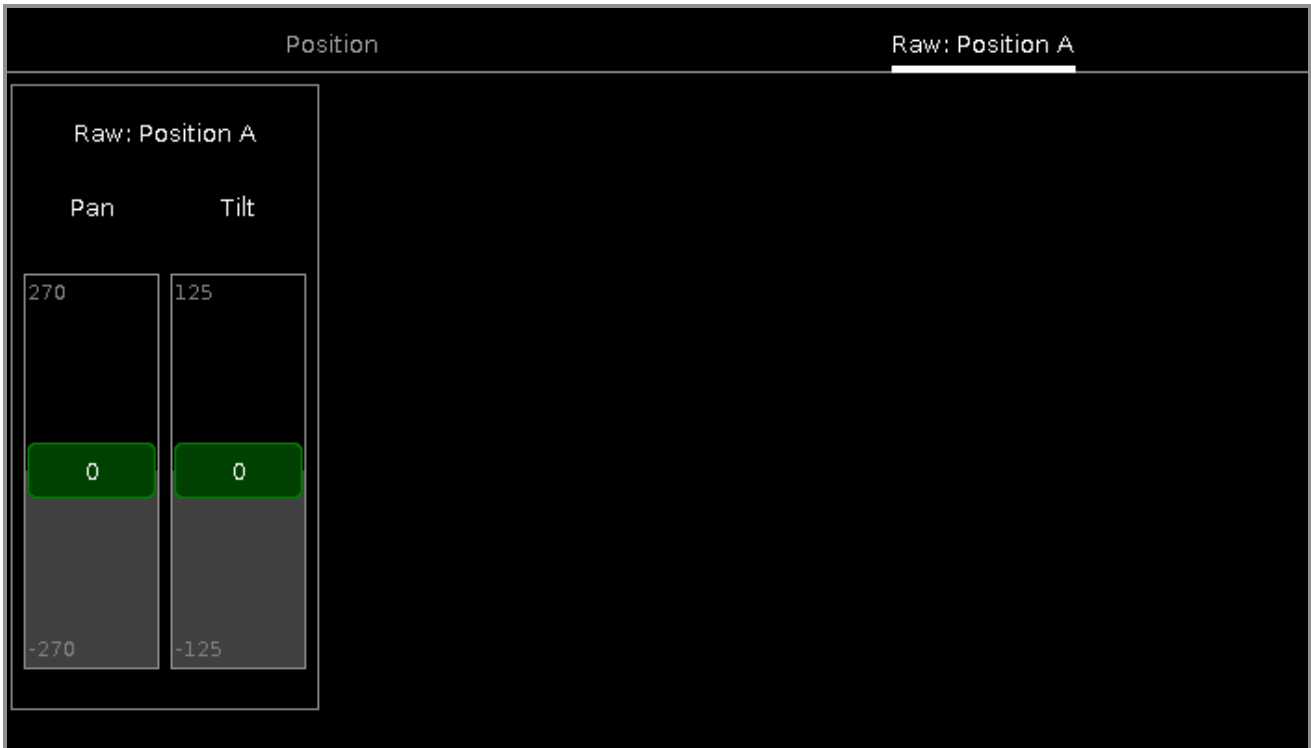 Position Raw: Position A
Raw: Position A
Pan Tilt
270 125
0 0
-270 -125